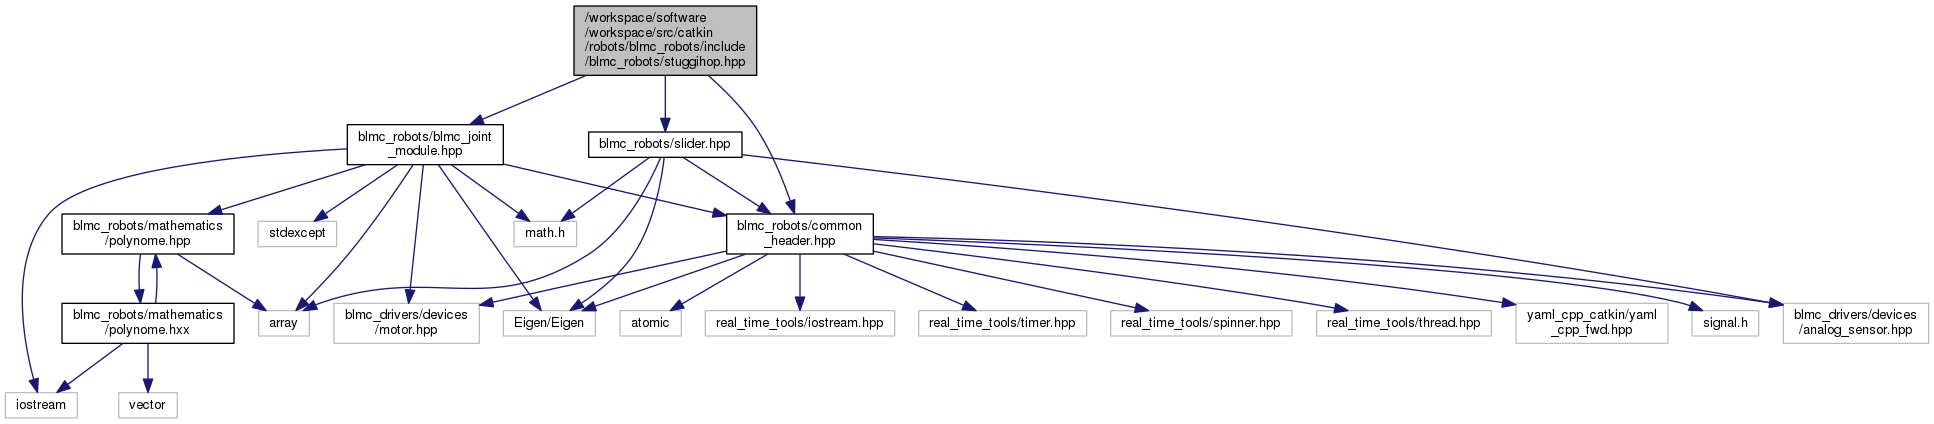 /workspace/software
/workspace/src/catkin
/robots/blmc_robots/include
/blmc_robots/stuggihop.hpp
blmc_robots/blmc_joint
_module.hpp
blmc_robots/slider.hpp
blmc_robots/mathematics
/polynome.hpp
stdexcept
math.h
blmc_robots/common
_header.hpp
blmc_robots/mathematics
/polynome.hxx
array
blmc_drivers/devices
/motor.hpp
Eigen/Eigen
atomic
real_time_tools/iostream.hpp
real_time_tools/timer.hpp
real_time_tools/spinner.hpp
real_time_tools/thread.hpp
yaml_cpp_catkin/yaml
_cpp_fwd.hpp
signal.h
blmc_drivers/devices
/analog_sensor.hpp
iostream
vector